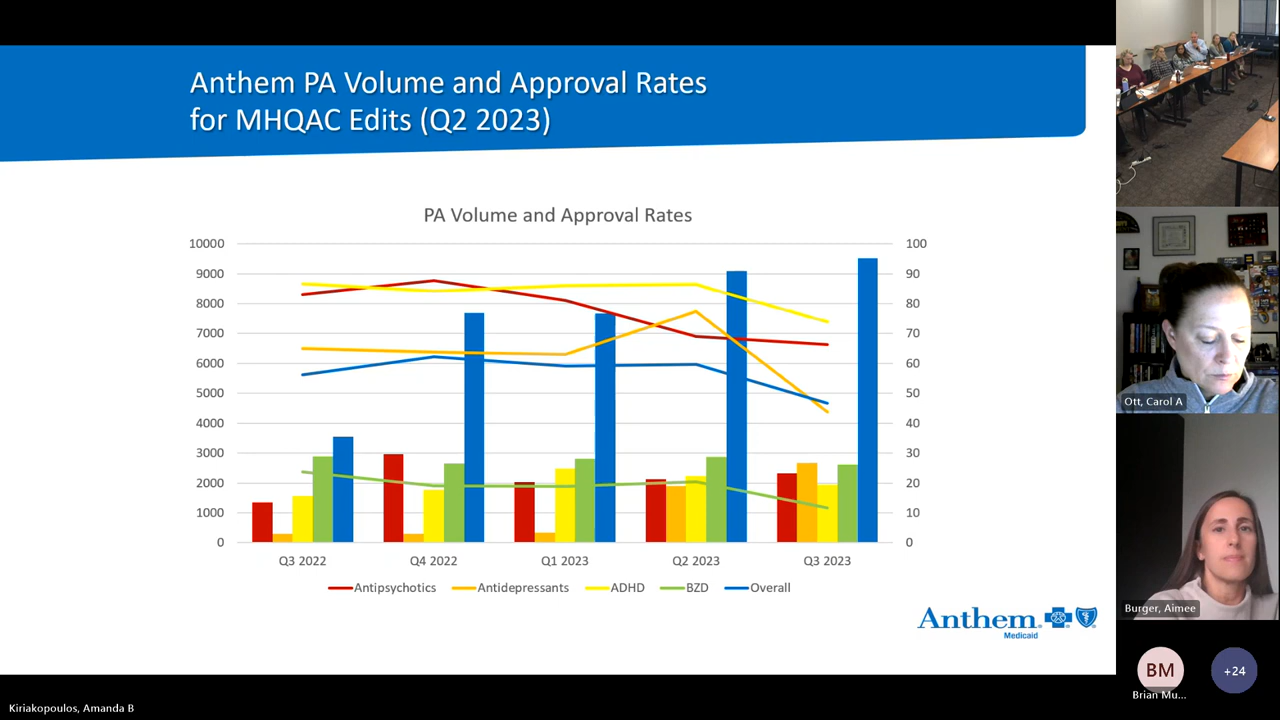 Anthem PA Volume and Approval Rates
for MHQAC Edits (Q2 2023)
PA Volume and Approval Rates
10000
9000
8000
7000
6000
5000
4000
3000
2000
1000
0
100
90
80
70
60
50
40
30
20
10
0
Q3 2022
Q4 2022
Q1 2023
Q2 2023
Q3 2023
Antipsychotics
Antidepressants
ADHD
BZD
Overall
Anthem
Medicaid
Kiriakopoulos, Amanda B
Ott, Carol A
Burger, Aimee
BM
Brian Mu...
+24